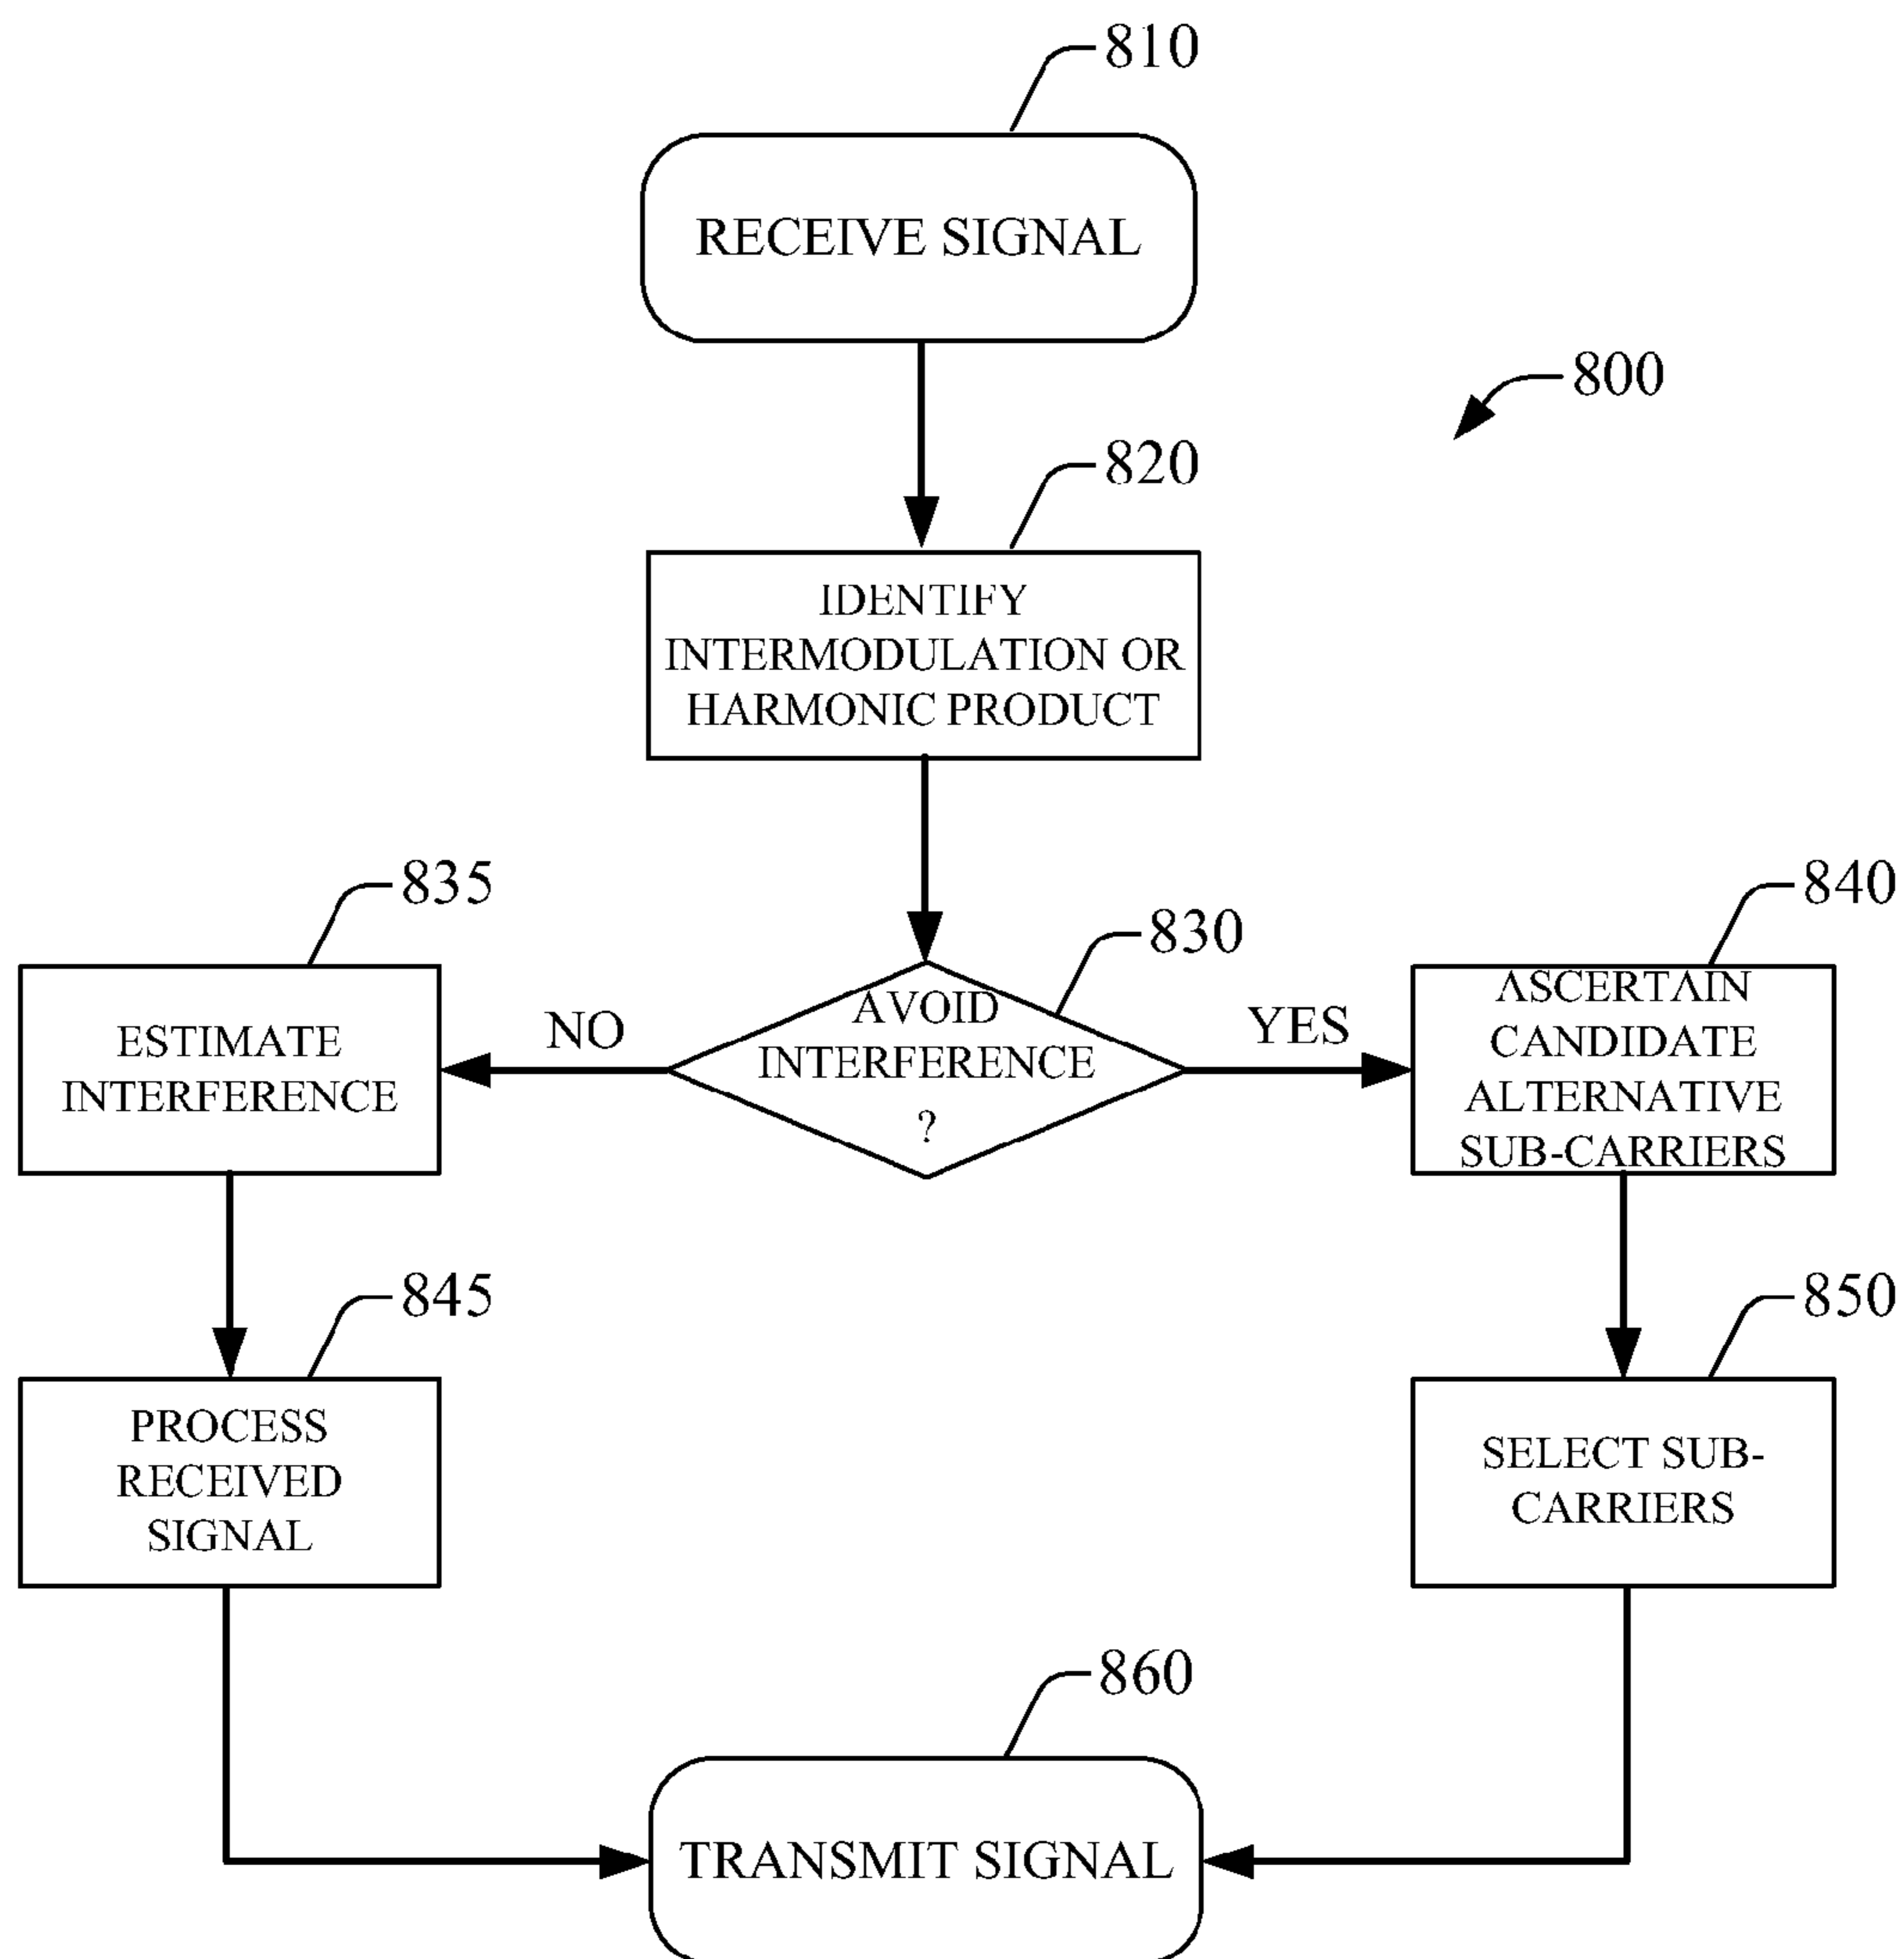 810
RECEIVE SIGNAL
800
820
IDENTIFY
INTERMODULATION OR
HARMONIC PRODUCT
835
830
840
ESTIMATE
INTERFERENCE
NO
AVOID
INTERFERENCE
?
YES
ASCERTAIN
CANDIDATE
ALTERNATIVE
SUB-CARRIERS
845
850
PROCESS
RECEIVED
SIGNAL
SELECT SUB-
CARRIERS
860
TRANSMIT SIGNAL